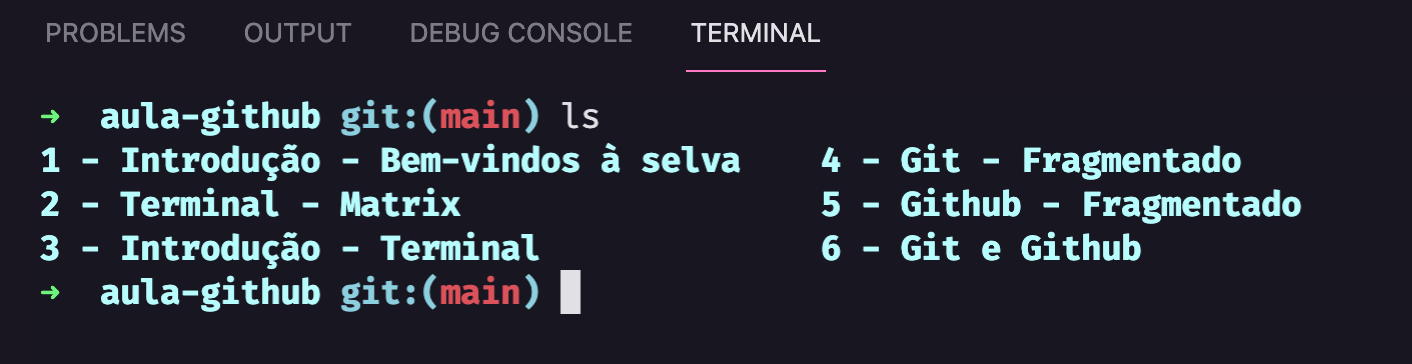 PROBLEMS OUTPUT DEBUG CONSOLE TERMINAL
➜ aula-github git:(main) ls
1 - Introdução - Bem-vindos à selva 4 - Git - Fragmentado
2 - Terminal - Matrix 5 - Github - Fragmentado
3 - Introdução - Terminal 6 - Git e Github
➜ aula-github git:(main)